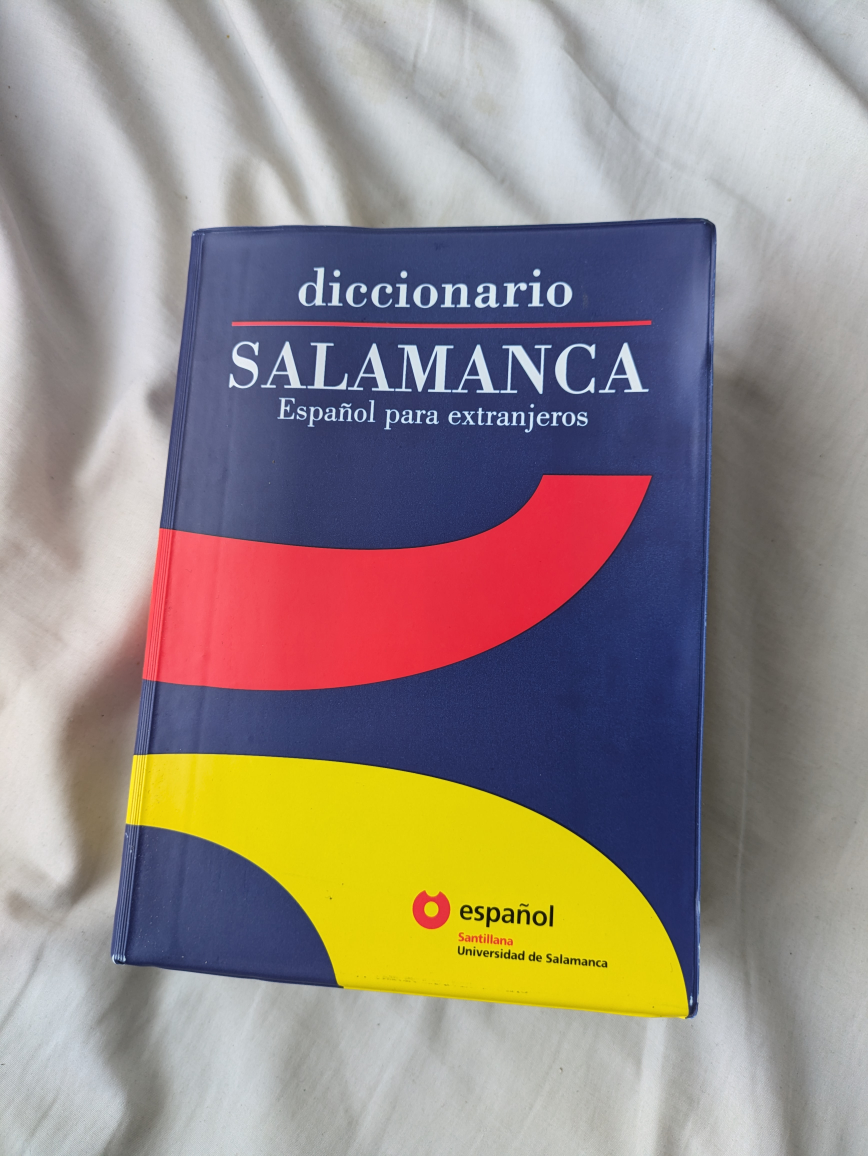 diccionario
SALAMANCA
Español para extranjeros
español
Santillana
Universidad de Salamanca